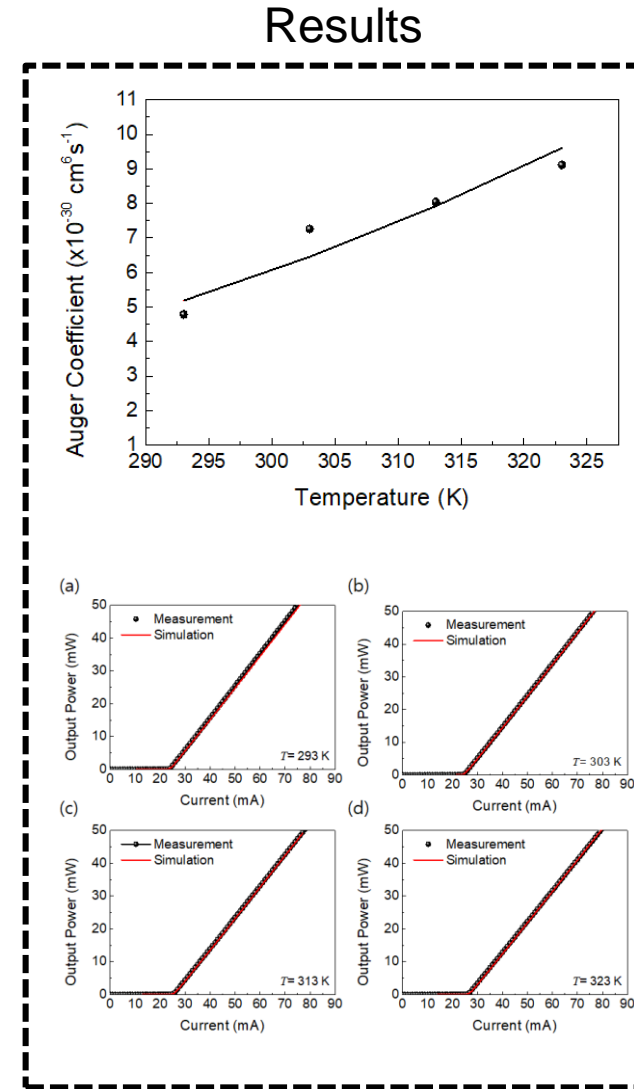 Results
Auger Coefficient (x10⁻³⁰ cm⁶s⁻¹)
11
10
9
8
7
6
5
4
3
2
1
290 295 300 305 310 315 320 325
Temperature (K)
(a)
Output Power (mW)
50
40
30
20
10
0
Measurement
Simulation
T= 293 K
0 10 20 30 40 50 60 70 80 90
Current (mA)
(b)
Output Power (mW)
50
40
30
20
10
0
Measurement
Simulation
T= 303 K
0 10 20 30 40 50 60 70 80 90
Current (mA)
(c)
Output Power (mW)
50
40
30
20
10
0
Measurement
Simulation
T= 313 K
0 10 20 30 40 50 60 70 80 90
Current (mA)
(d)
Output Power (mW)
50
40
30
20
10
0
Measurement
Simulation
T= 323 K
0 10 20 30 40 50 60 70 80 90
Current (mA)